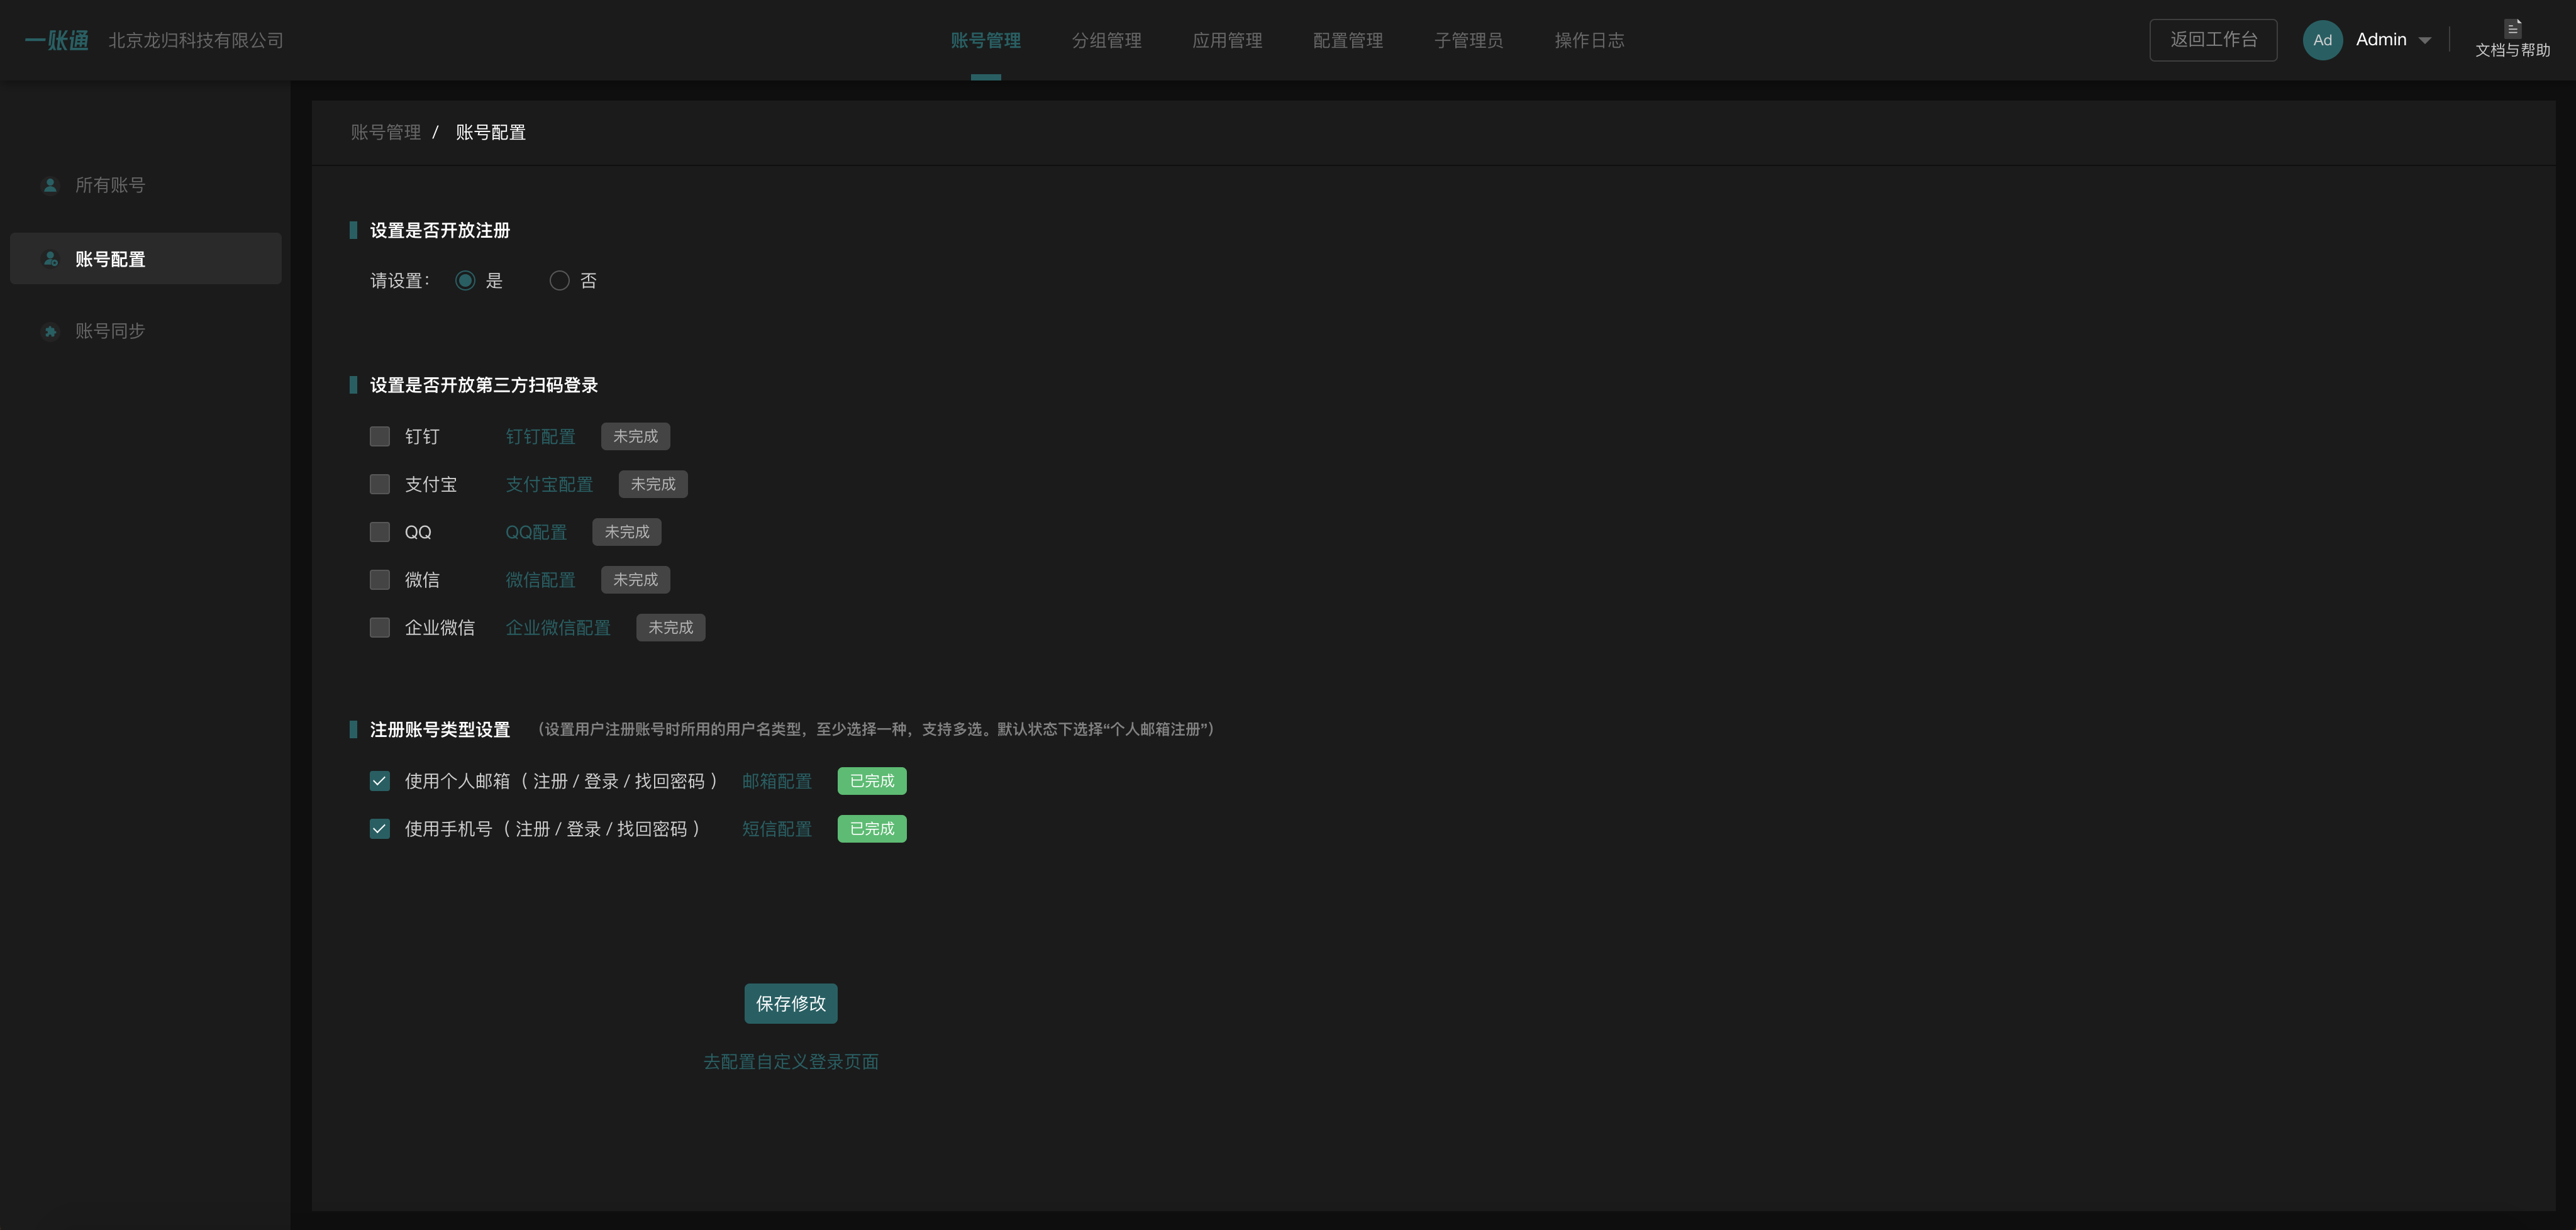 一账通 北京龙归科技有限公司 账号管理 分组管理 应用管理 配置管理 子管理员 操作日志 返回工作台 Ad Admin 文档与帮助
账号管理 / 账号配置
所有账号
账号配置
账号同步
设置是否开放注册
请设置： 是 否
设置是否开放第三方扫码登录
钉钉 钉钉配置 未完成
支付宝 支付宝配置 未完成
QQ QQ配置 未完成
微信 微信配置 未完成
企业微信 企业微信配置 未完成
注册账号类型设置 （设置用户注册账号时所用的用户名类型，至少选择一种，支持多选。默认状态下选择“个人邮箱注册”）
使用个人邮箱（ 注册 / 登录 / 找回密码 ） 邮箱配置 已完成
使用手机号（ 注册 / 登录 / 找回密码 ） 短信配置 已完成
保存修改
去配置自定义登录页面